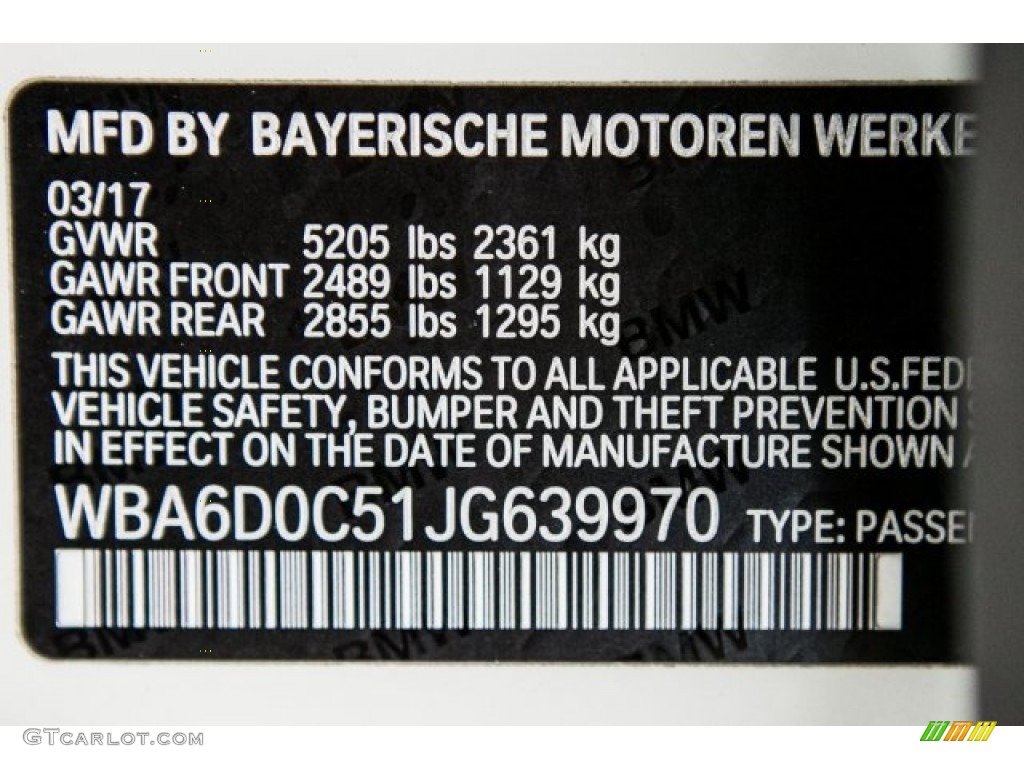 MFD BY BAYERISCHE MOTOREN WERKE
03/17
GVWR 5205 lbs 2361 kg
GAWR FRONT 2489 lbs 1129 kg
GAWR REAR 2855 lbs 1295 kg
THIS VEHICLE CONFORMS TO ALL APPLICABLE U.S.FED
VEHICLE SAFETY, BUMPER AND THEFT PREVENTION S
IN EFFECT ON THE DATE OF MANUFACTURE SHOWN A
WBA6D0C51JG639970 TYPE: PASSE
GTCARLOT.COM